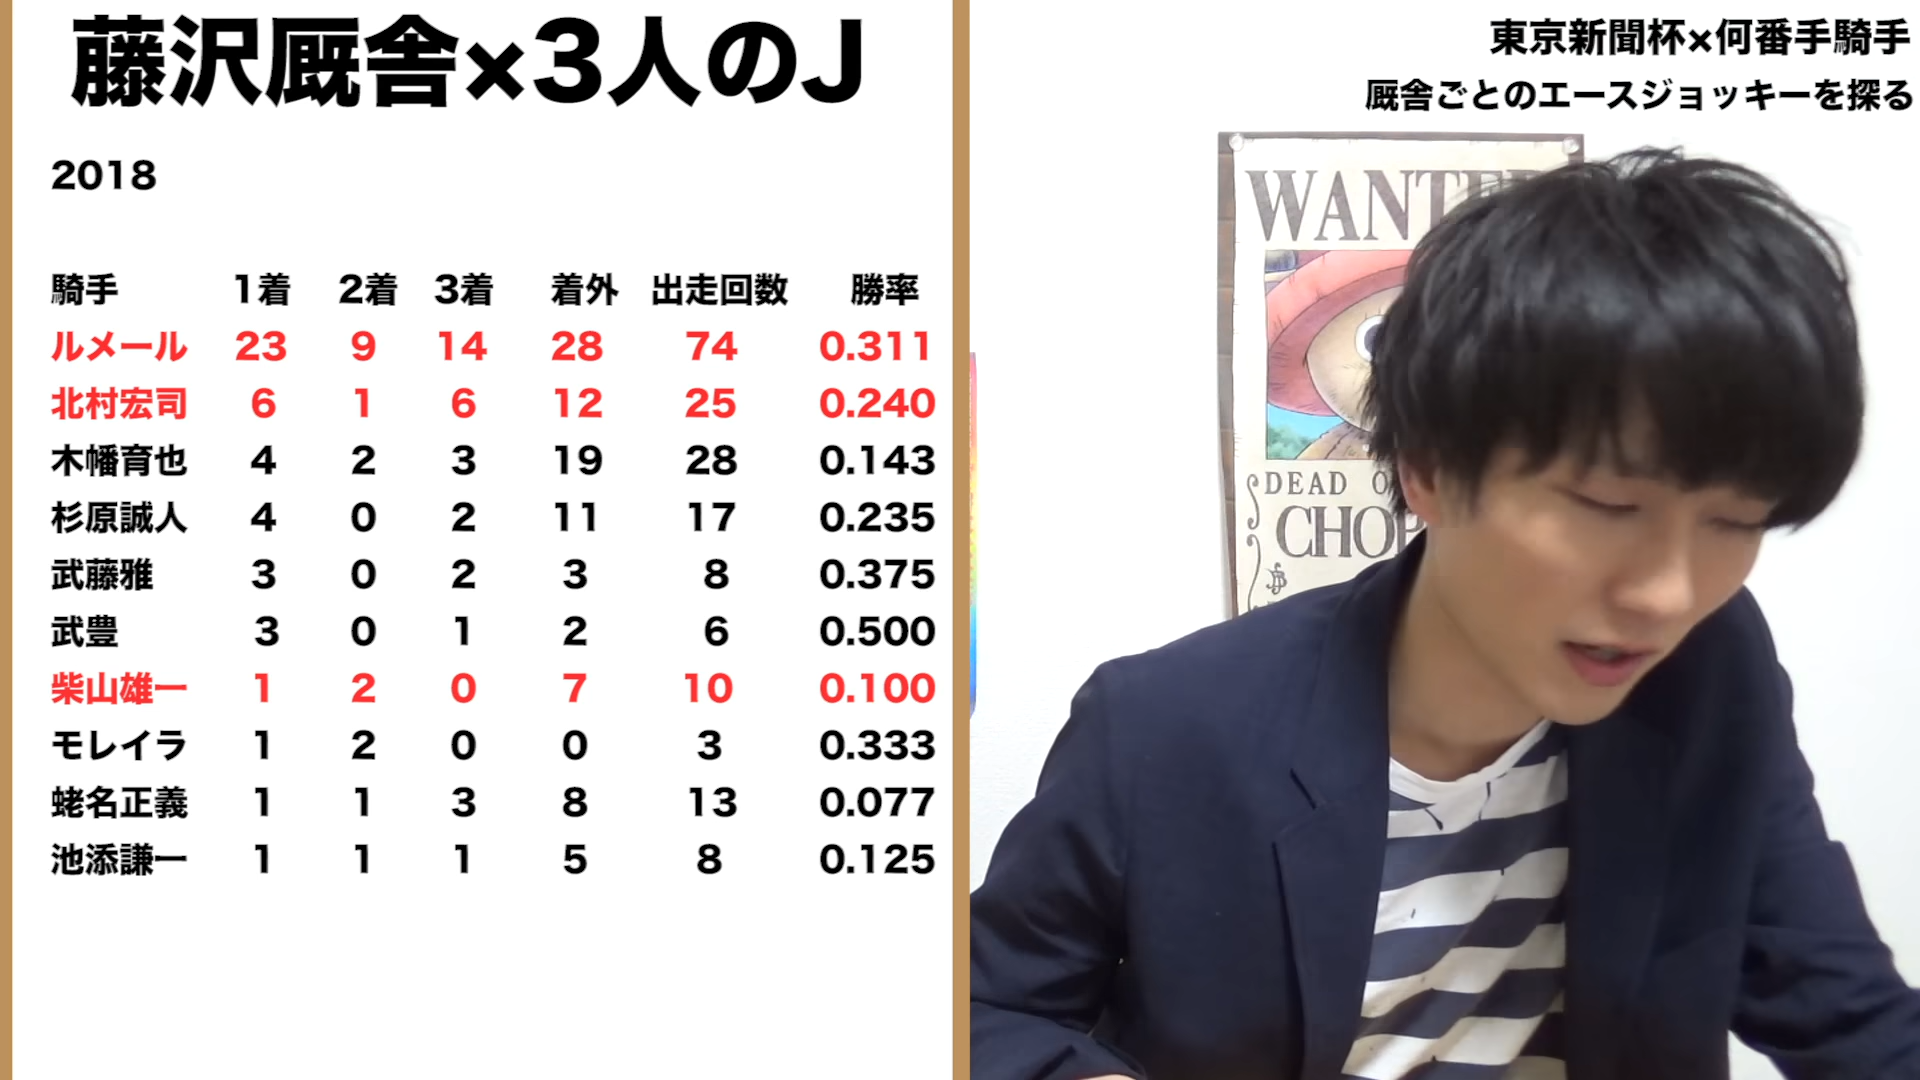 藤沢厩舎×3人のJ
2018
騎手 1着 2着 3着 着外 出走回数 勝率
ルメール 23 9 14 28 74 0.311
北村宏司 6 1 6 12 25 0.240
木幡育也 4 2 3 19 28 0.143
杉原誠人 4 0 2 11 17 0.235
武藤雅 3 0 2 3 8 0.375
武豊 3 0 1 2 6 0.500
柴山雄一 1 2 0 7 10 0.100
モレイラ 1 2 0 0 3 0.333
蛯名正義 1 1 3 8 13 0.077
池添謙一 1 1 1 5 8 0.125
東京新聞杯×何番手騎手
厩舎ごとのエースジョッキーを探る
WANTE
DEAD O
CHOP